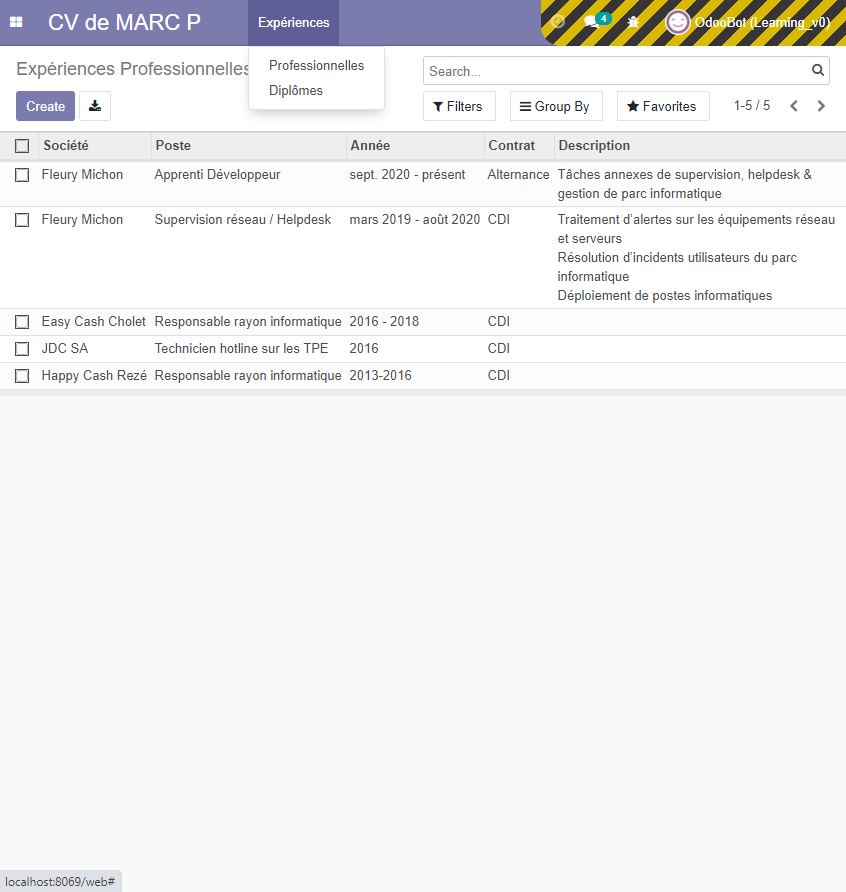 CV de MARC P
Expériences
4
OdooBot (Learning_v0)
Expériences Professionnelles
Professionnelles
Diplômes
Search...
Create
Filters
Group By
Favorites
1-5 / 5
Société Poste Année Contrat Description
Fleury Michon Apprenti Développeur sept. 2020 - présent Alternance Tâches annexes de supervision, helpdesk &
gestion de parc informatique
Fleury Michon Supervision réseau / Helpdesk mars 2019 - août 2020 CDI Traitement d'alertes sur les équipements réseau
et serveurs
Résolution d'incidents utilisateurs du parc
informatique
Déploiement de postes informatiques
Easy Cash Cholet Responsable rayon informatique 2016 - 2018 CDI
JDC SA Technicien hotline sur les TPE 2016 CDI
Happy Cash Rezé Responsable rayon informatique 2013-2016 CDI
localhost:8069/web#